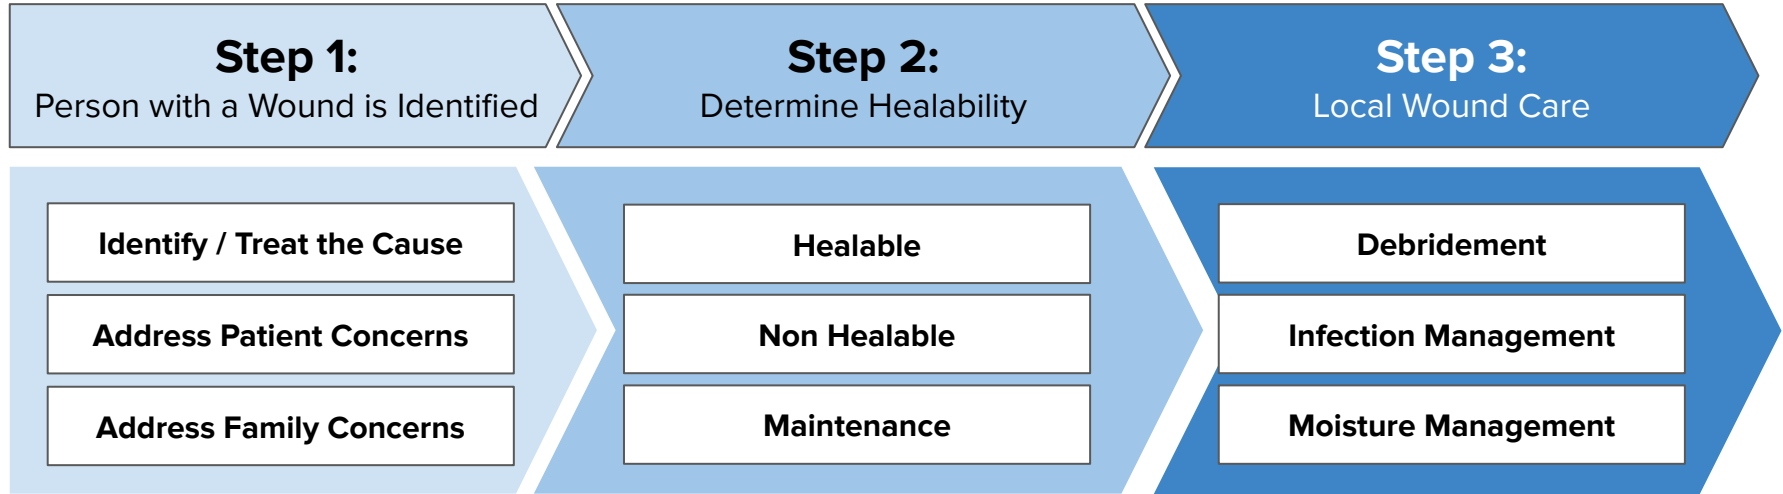 Step 1:
Person with a Wound is Identified
Step 2:
Determine Healability
Step 3:
Local Wound Care
Identify / Treat the Cause
Address Patient Concerns
Address Family Concerns
Healable
Non Healable
Maintenance
Debridement
Infection Management
Moisture Management